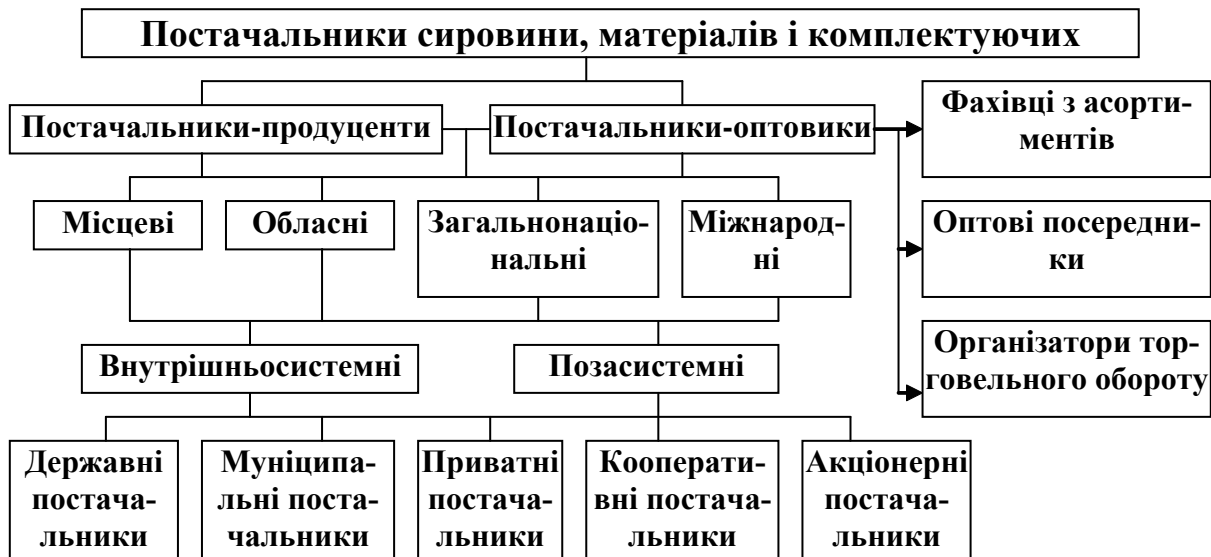 Постачальники сировини, матеріалів і комплектуючих
Постачальники-продуценти
Постачальники-оптовики
Фахівці з асорти-
ментів
Місцеві
Обласні
Загальнонаціо-
нальні
Міжнарод-
ні
Оптові посередни-
ки
Внутрішньосистемні
Позасистемні
Організатори тор-
говельного обороту
Державні
постача-
льники
Муніципа-
льні поста-
чальники
Приватні
постача-
льники
Кооперати-
вні постача-
льники
Акціонерні
постача-
льники